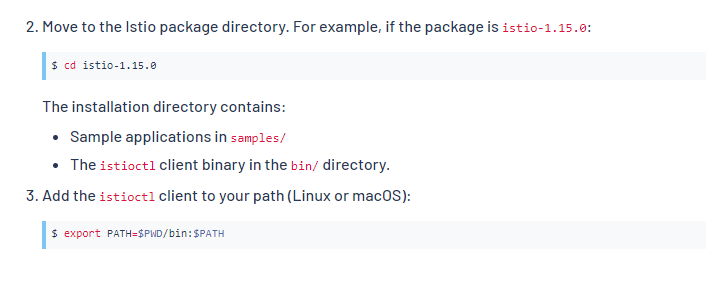 2. Move to the Istio package directory. For example, if the package is istio-1.15.0:
$ cd istio-1.15.0
The installation directory contains:
• Sample applications in samples/
• The istioctl client binary in the bin/ directory.
3. Add the istioctl client to your path (Linux or macOS):
$ export PATH=$PWD/bin:$PATH